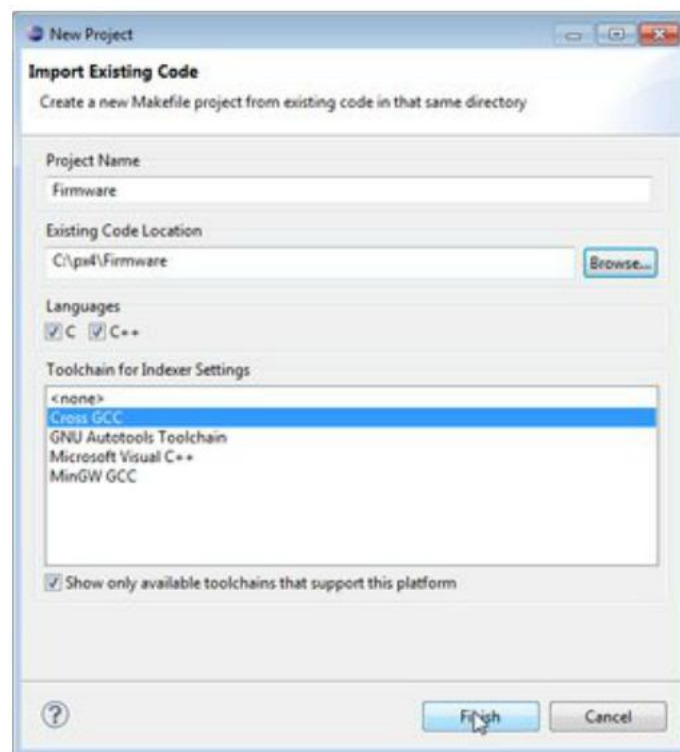 New Project
Import Existing Code
Create a new Makefile project from existing code in that same directory
Project Name
Firmware
Existing Code Location
C:\px4\Firmware
Browse...
Languages
C C++
Toolchain for Indexer Settings
<none>
Cross GCC
GNU Autotools Toolchain
Microsoft Visual C++
MinGW GCC
Show only available toolchains that support this platform
? Finish Cancel